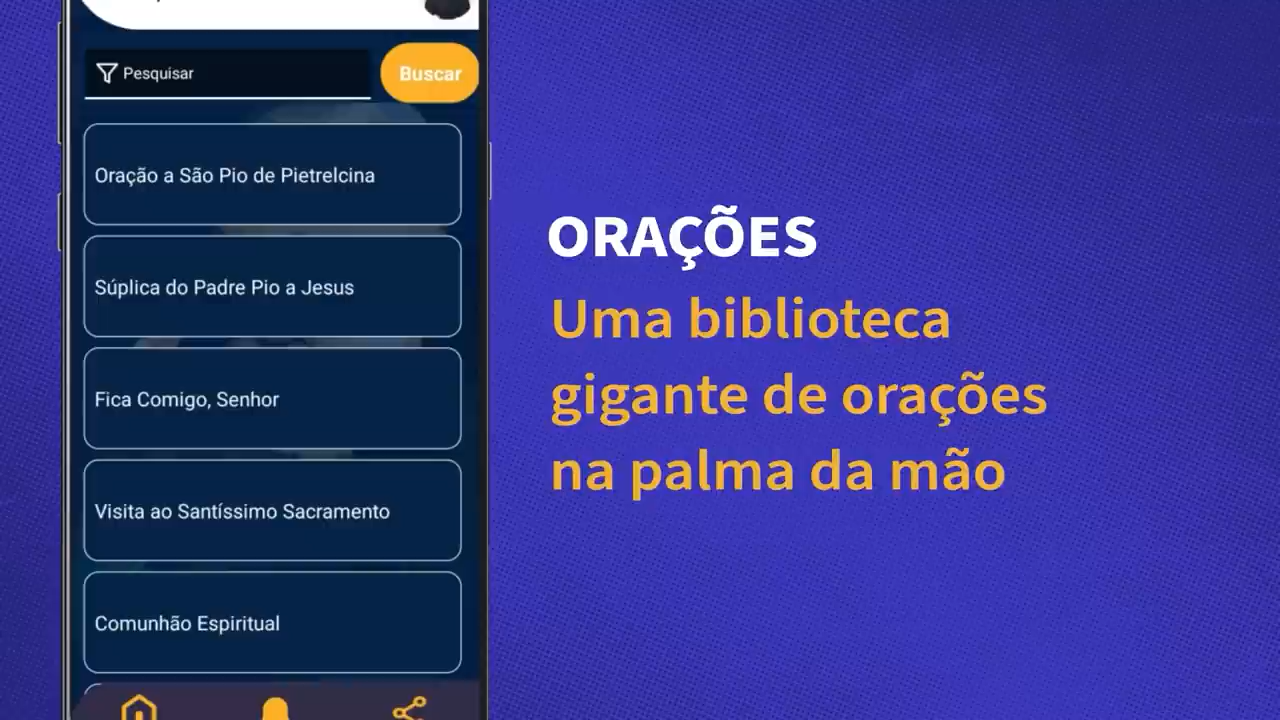 Pesquisar
Buscar
Oração a São Pio de Pietrelcina
Súplica do Padre Pio a Jesus
Fica Comigo, Senhor
Visita ao Santíssimo Sacramento
Comunhão Espiritual
ORAÇÕES
Uma biblioteca
gigante de orações
na palma da mão